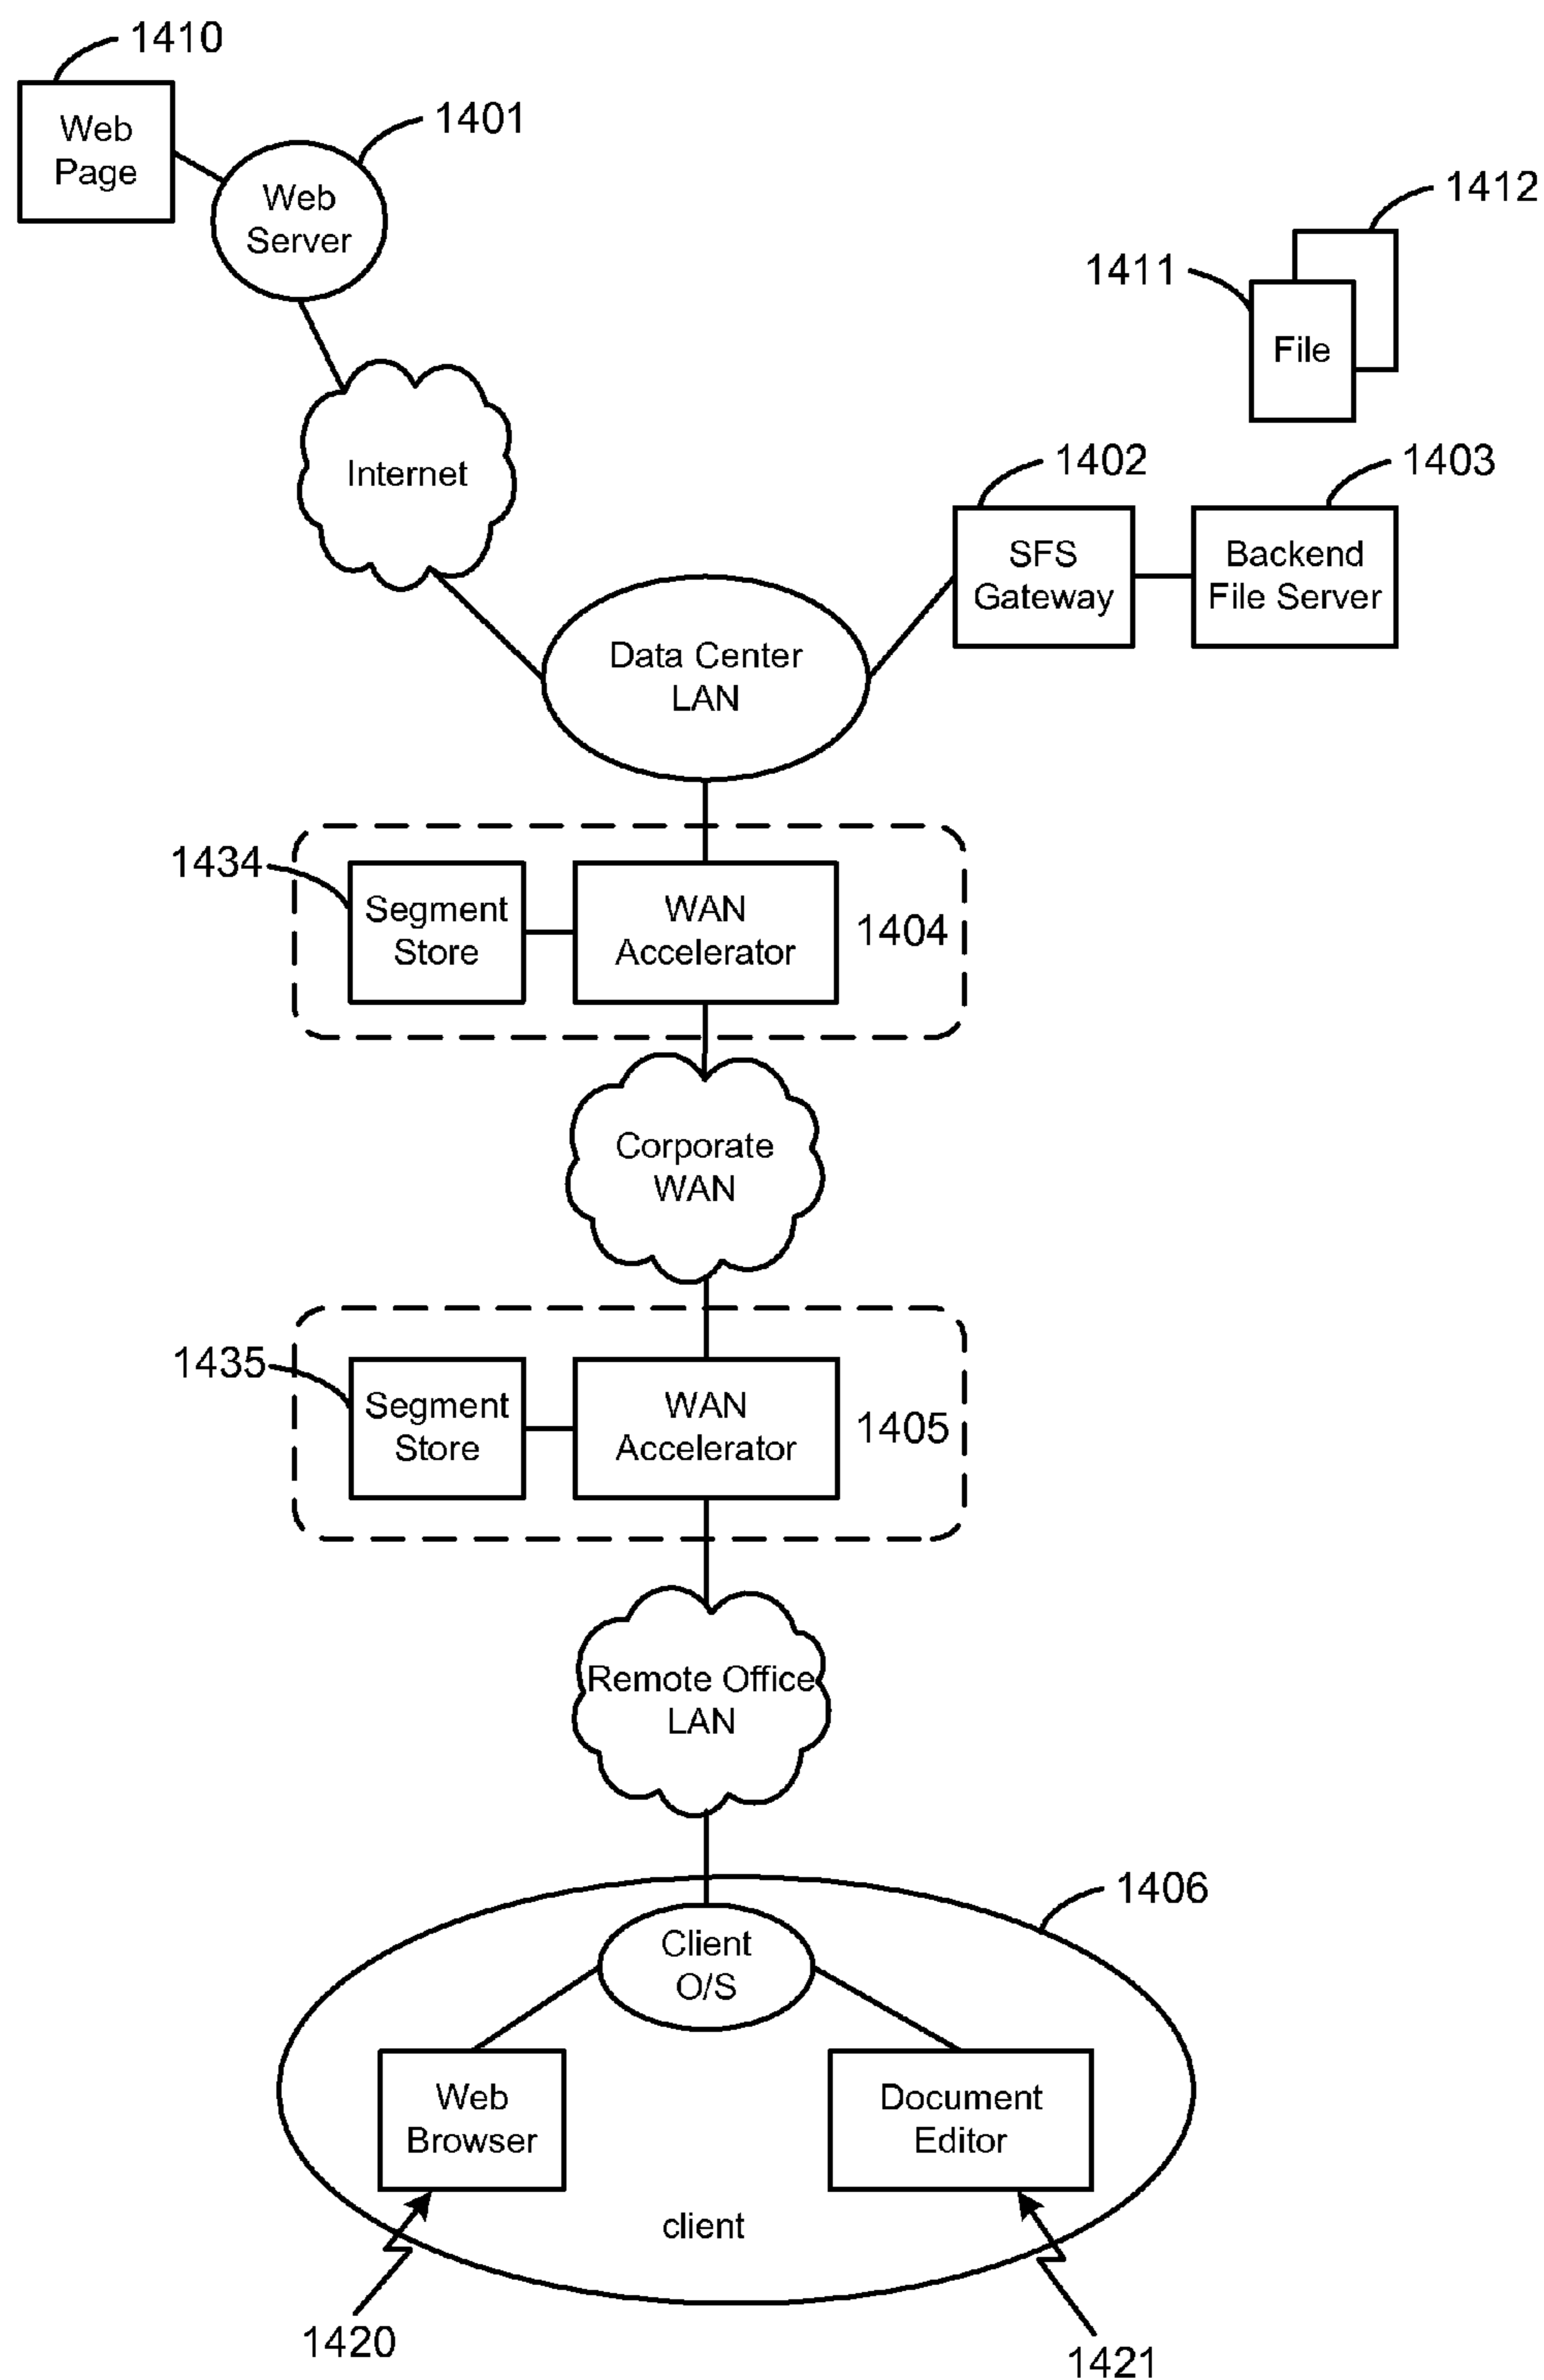 1410
Web
Page
1401
Web
Server
1412
1411
File
Internet
1402
1403
SFS
Gateway
Backend
File Server
Data Center
LAN
1434
Segment
Store
WAN
Accelerator
1404
Corporate
WAN
1435
Segment
Store
WAN
Accelerator
1405
Remote Office
LAN
1406
Client
O/S
Web
Browser
Document
Editor
client
1420
1421